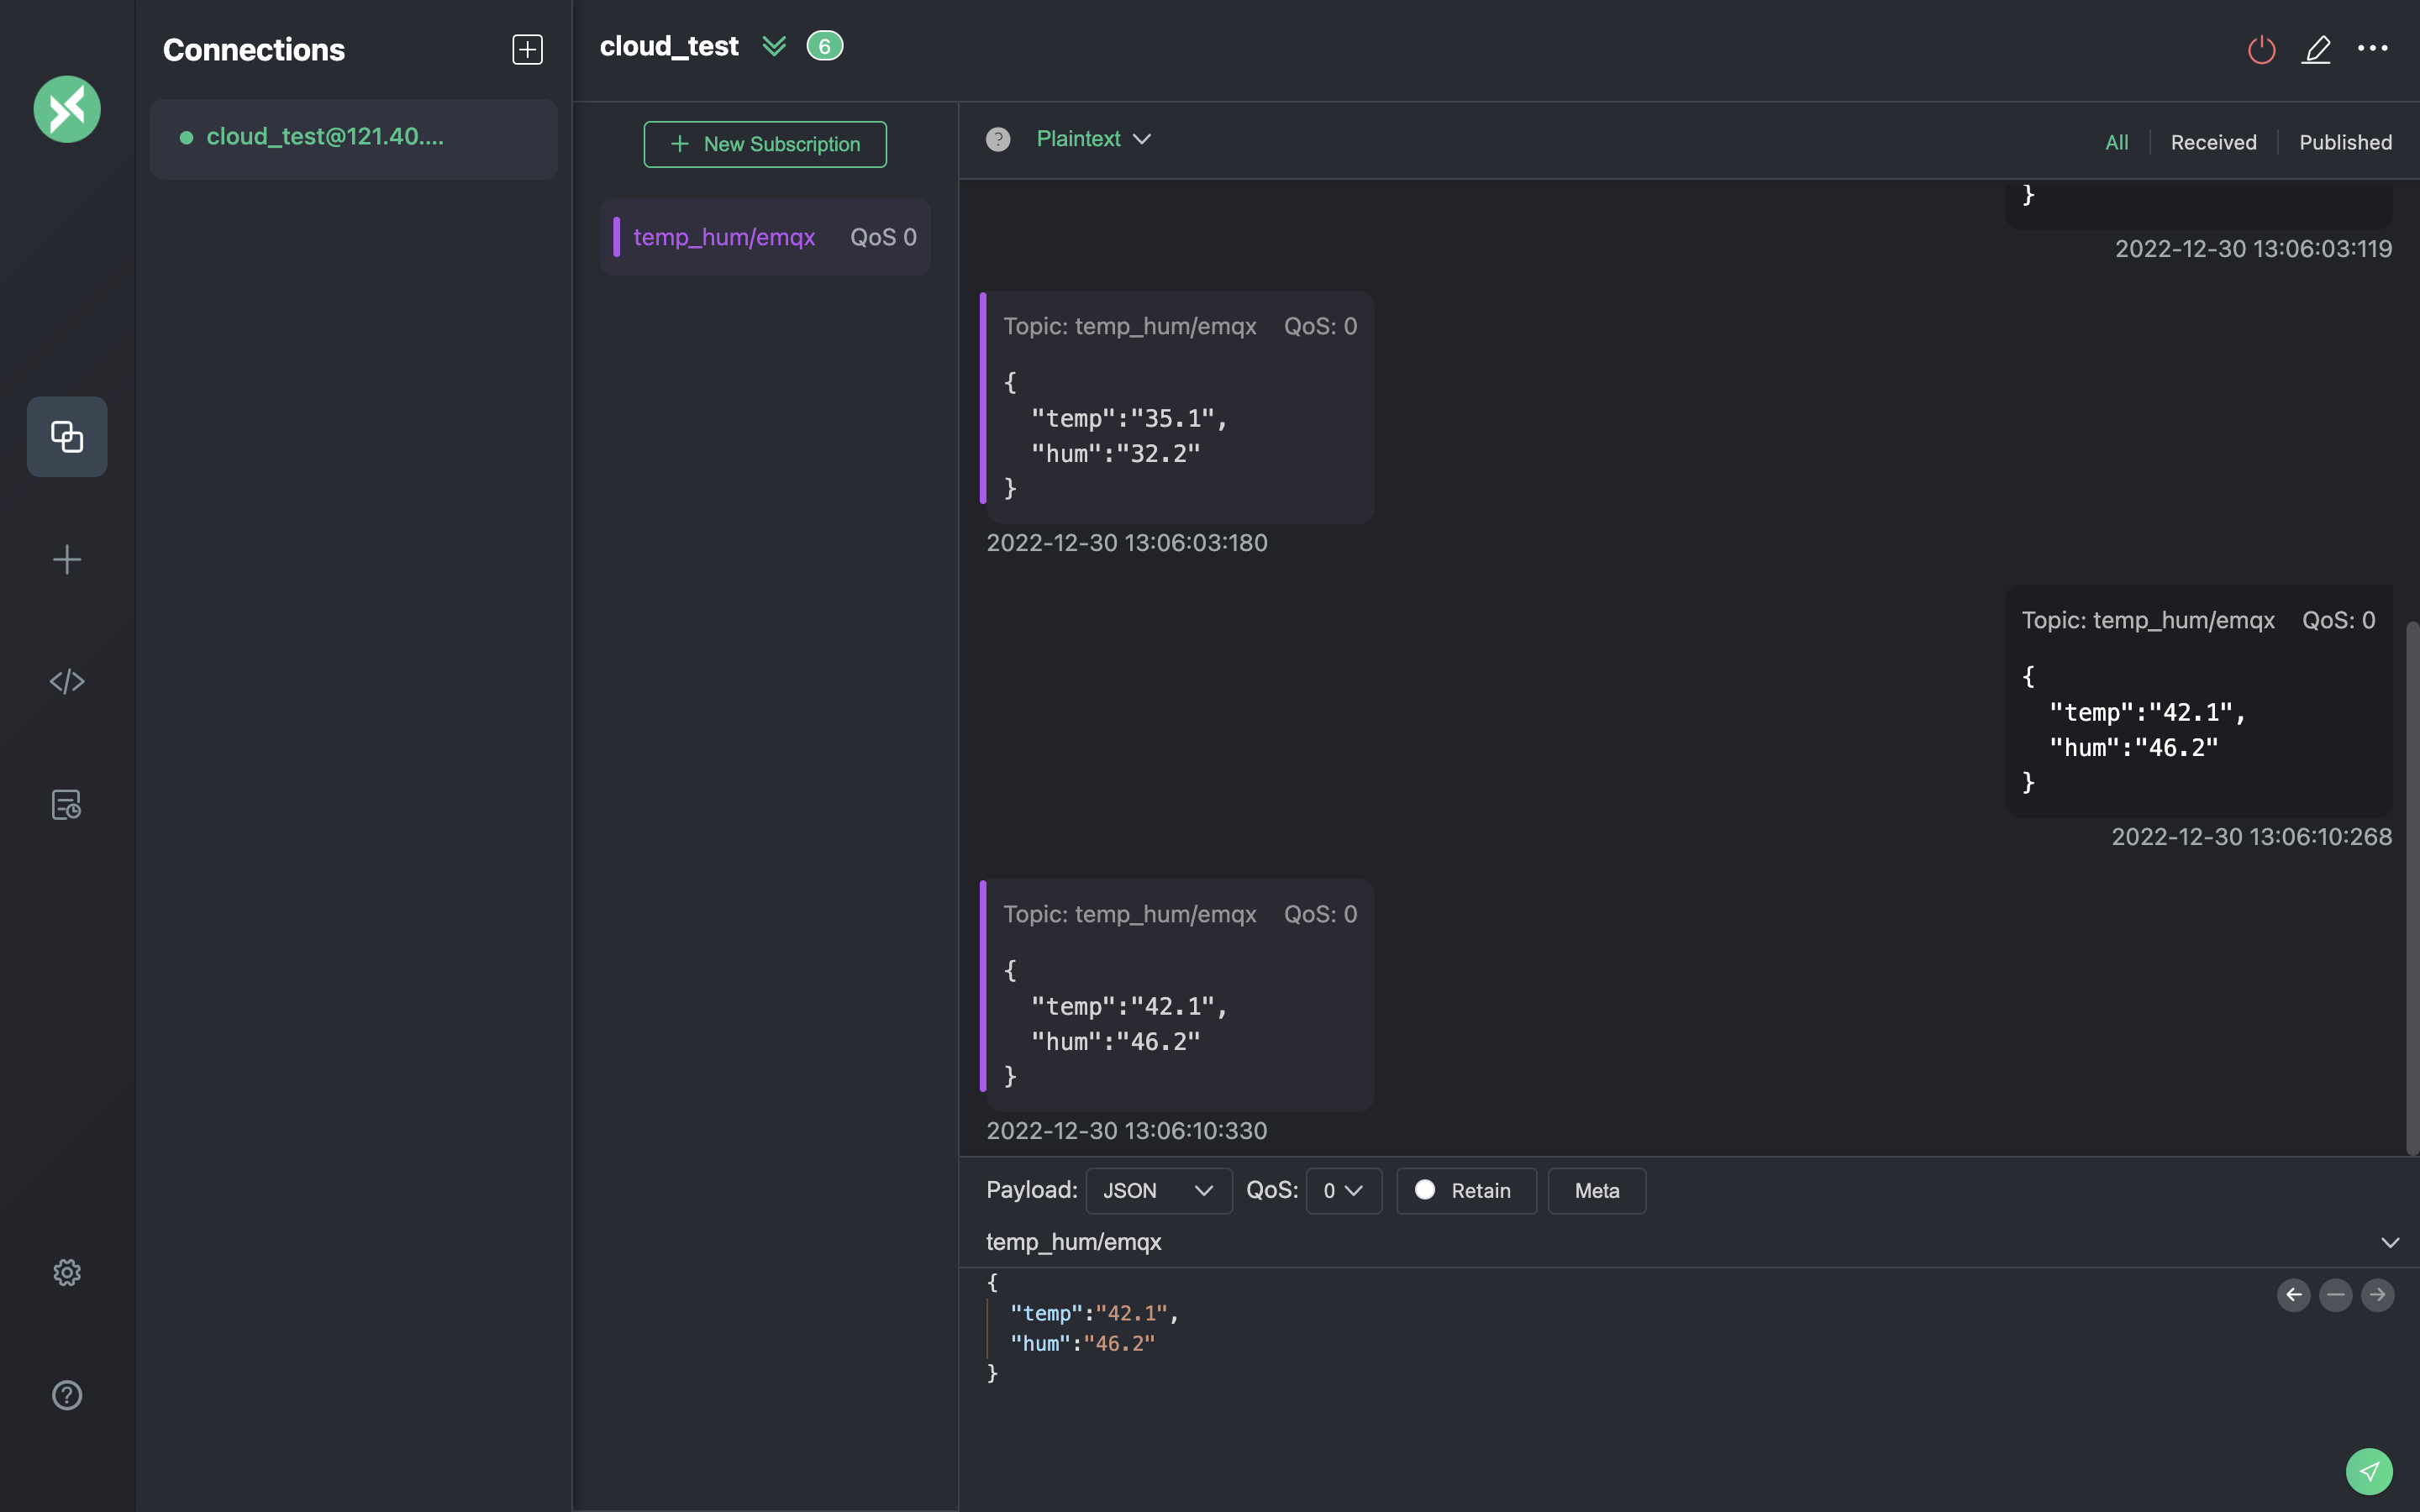 Connections
cloud_test@121.40....
cloud_test 6
New Subscription
temp_hum/emqx QoS 0
? Plaintext
All Received Published
}
2022-12-30 13:06:03:119
Topic: temp_hum/emqx QoS: 0
{
"temp":"35.1",
"hum":"32.2"
}
2022-12-30 13:06:03:180
Topic: temp_hum/emqx QoS: 0
{
"temp":"42.1",
"hum":"46.2"
}
2022-12-30 13:06:10:268
Topic: temp_hum/emqx QoS: 0
{
"temp":"42.1",
"hum":"46.2"
}
2022-12-30 13:06:10:330
Payload: JSON QoS: 0 Retain Meta
temp_hum/emqx
{
"temp":"42.1",
"hum":"46.2"
}